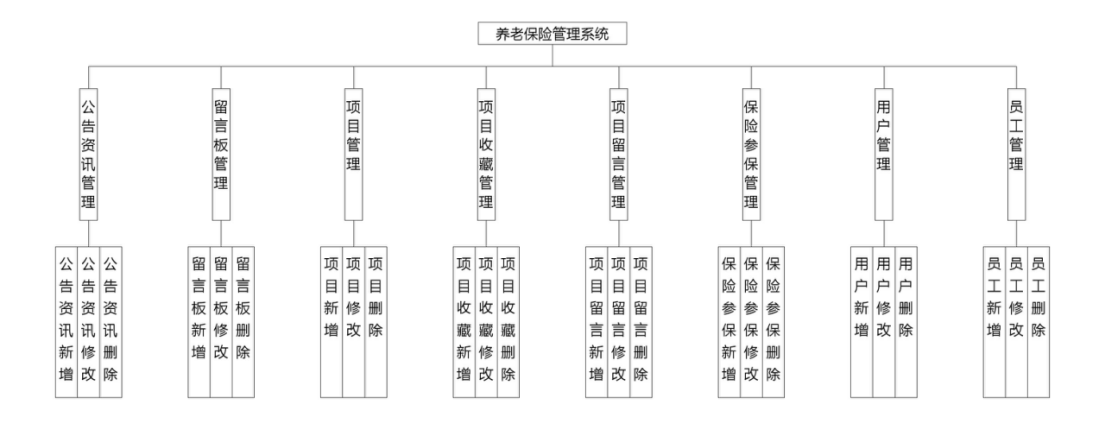 养老保险管理系统
公告资讯管理
留言板管理
项目管理
项目收藏管理
项目留言管理
保险参保管理
用户管理
员工管理
公告资讯新增
公告资讯修改
公告资讯删除
留言板新增
留言板修改
留言板删除
项目新增
项目修改
项目删除
项目收藏新增
项目收藏修改
项目收藏删除
项目留言新增
项目留言修改
项目留言删除
保险参保新增
保险参保修改
保险参保删除
用户新增
用户修改
用户删除
员工新增
员工修改
员工删除